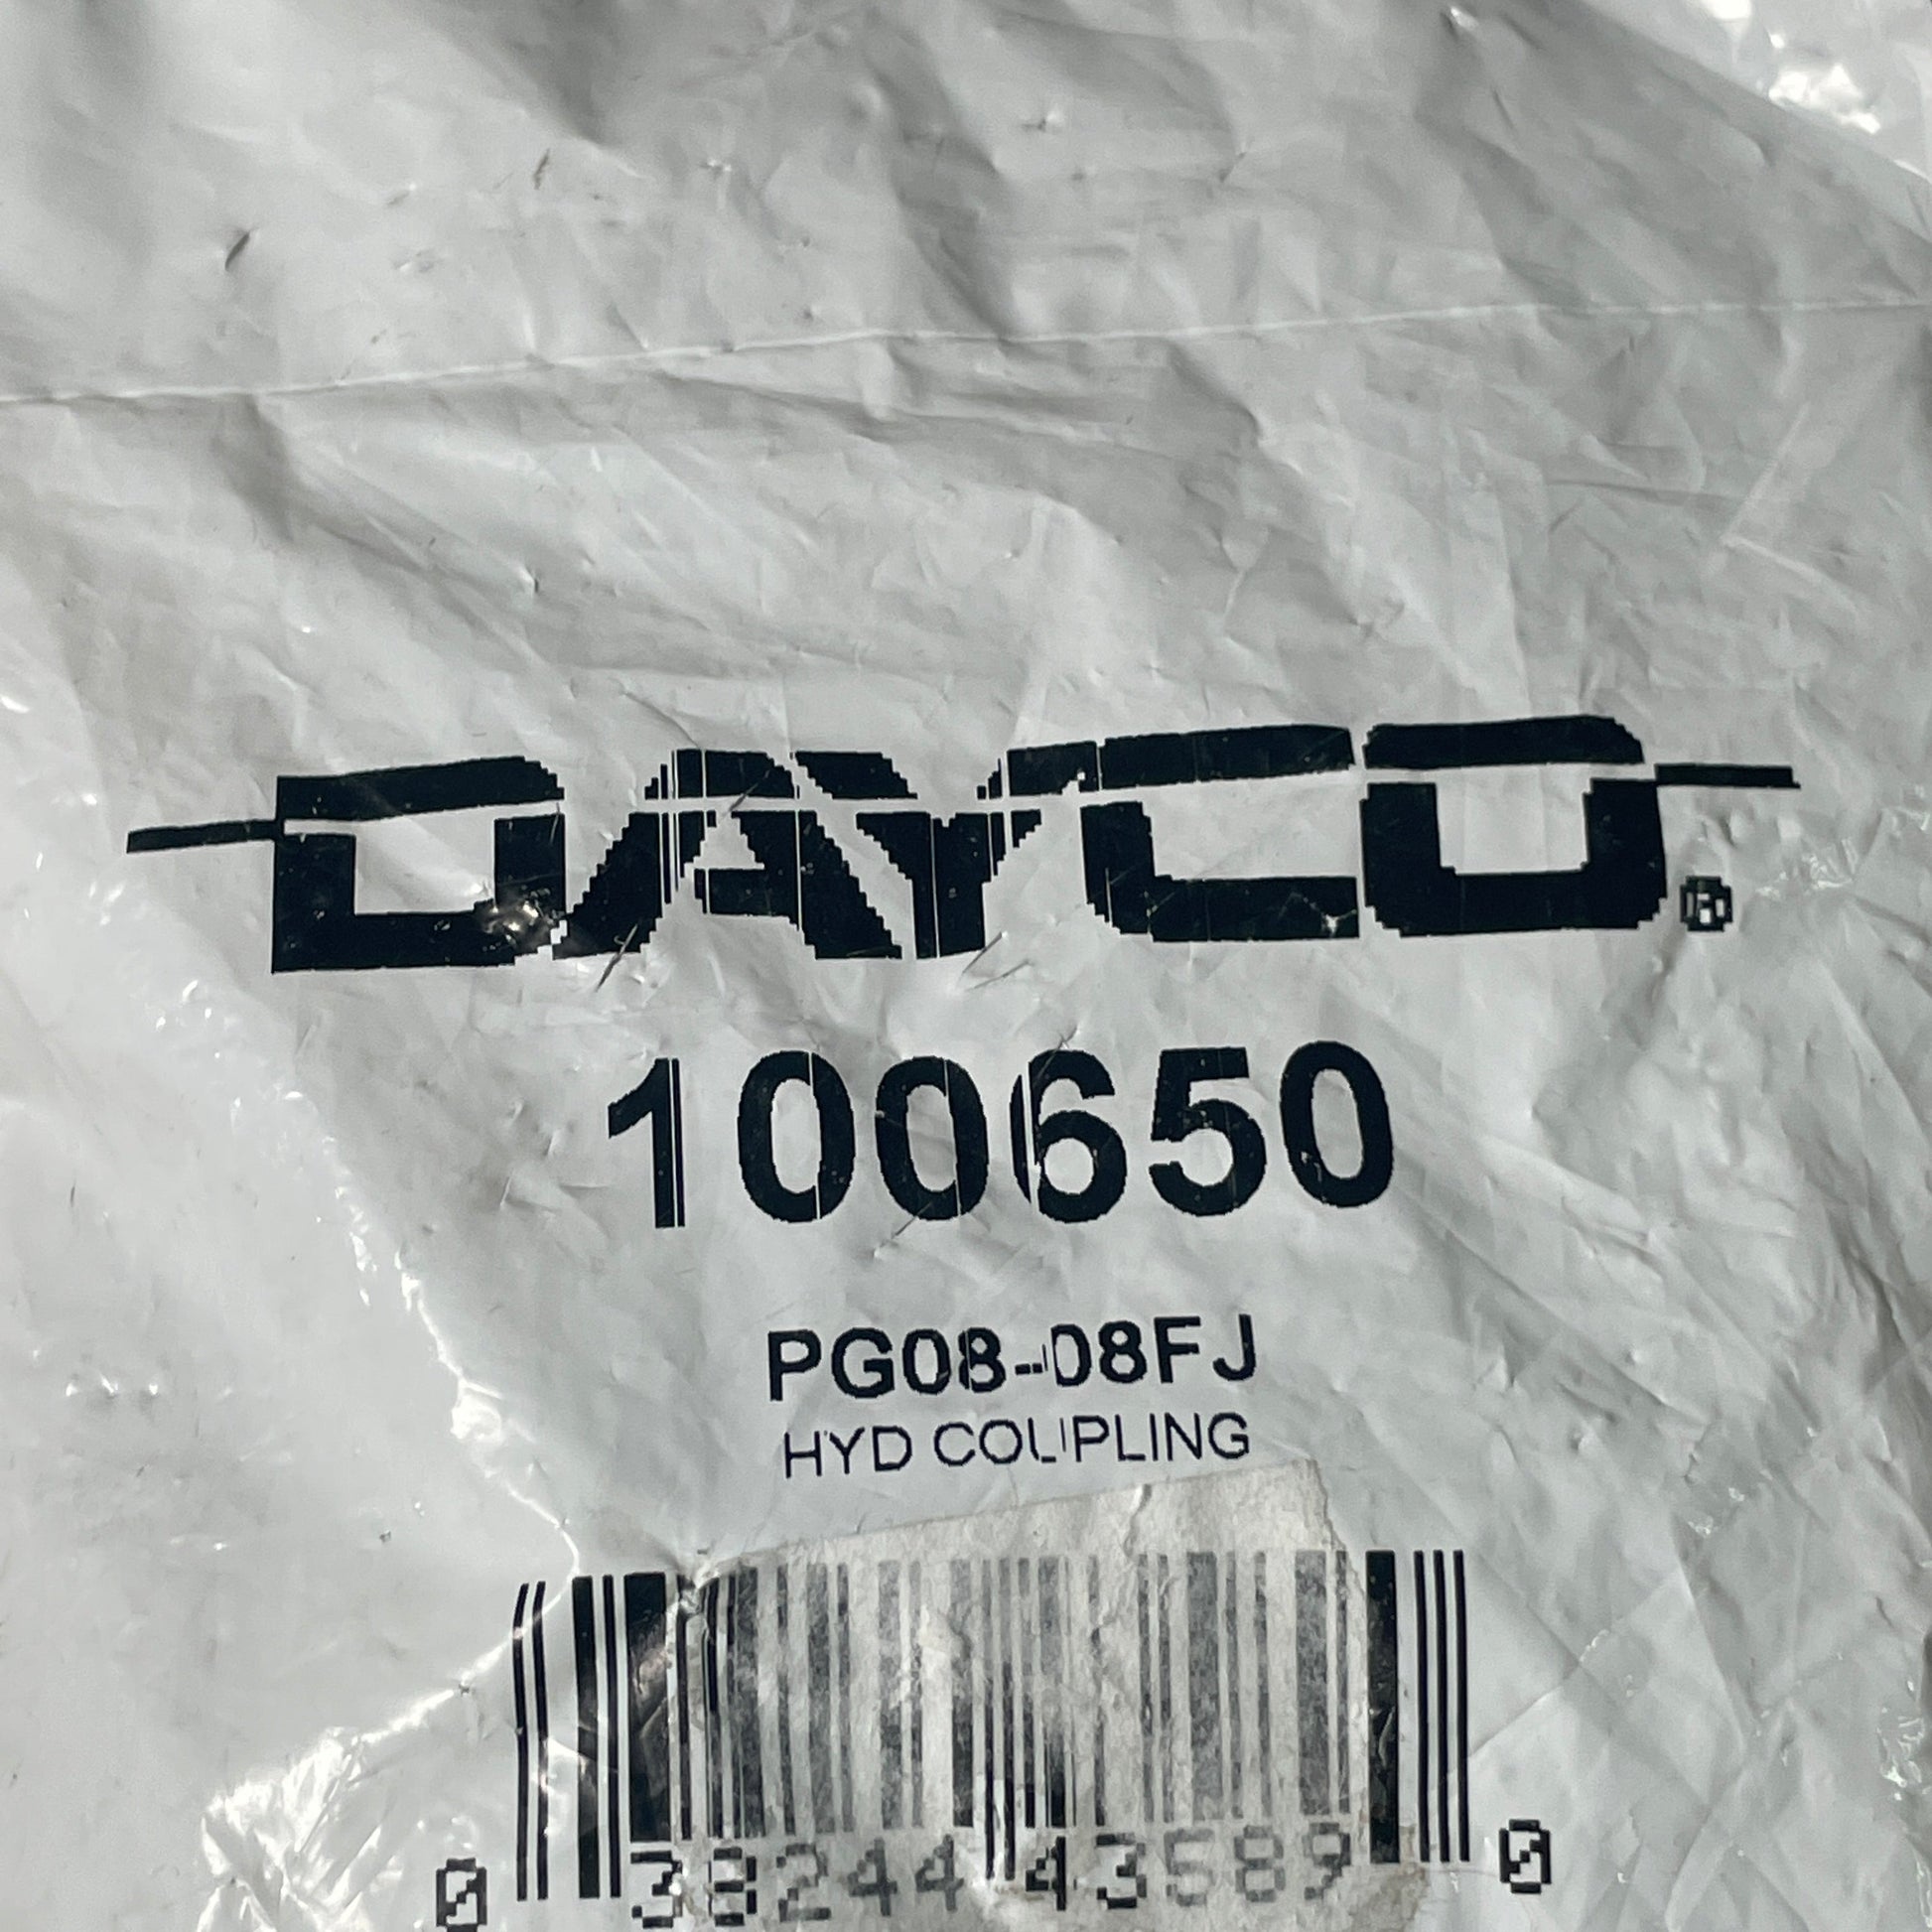 DAYCO®
100650
PG08-08FJ
HYD COUPLING
0 38244 43589 0